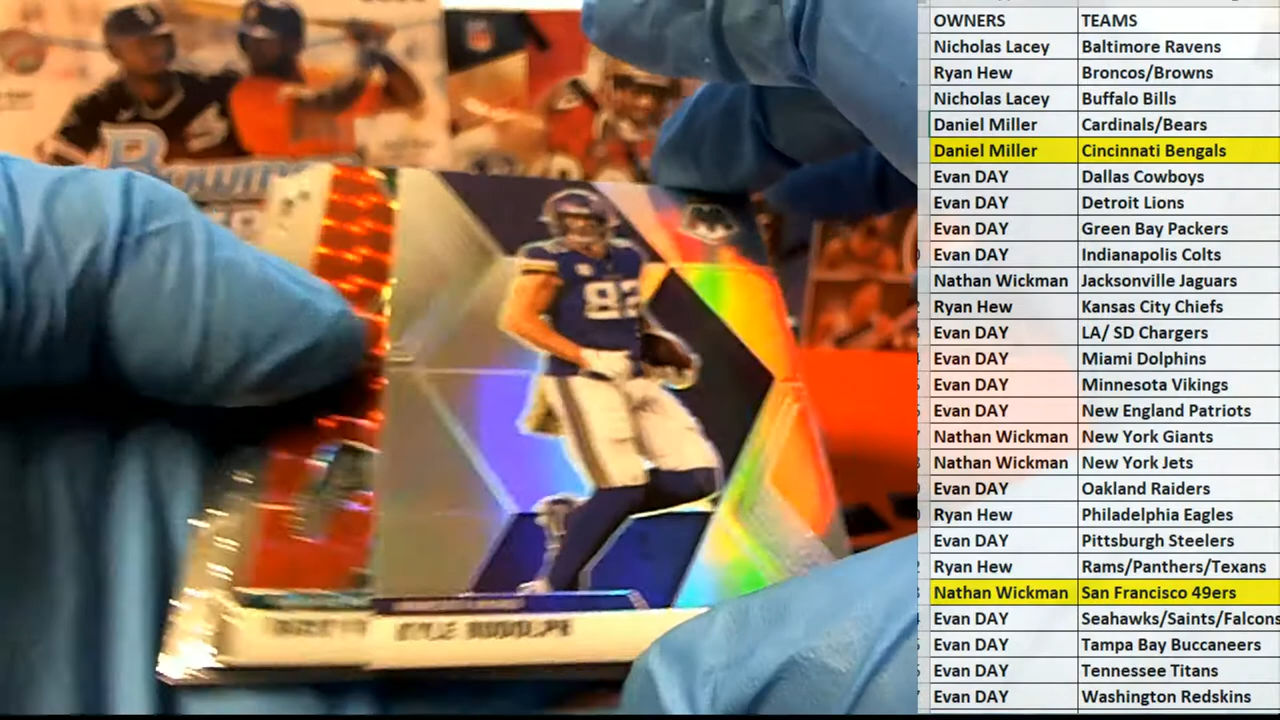 OWNERS TEAMS
Nicholas Lacey Baltimore Ravens
Ryan Hew Broncos/Browns
Nicholas Lacey Buffalo Bills
Daniel Miller Cardinals/Bears
Daniel Miller Cincinnati Bengals
Evan DAY Dallas Cowboys
Evan DAY Detroit Lions
Evan DAY Green Bay Packers
Evan DAY Indianapolis Colts
Nathan Wickman Jacksonville Jaguars
Ryan Hew Kansas City Chiefs
Evan DAY LA/ SD Chargers
Evan DAY Miami Dolphins
Evan DAY Minnesota Vikings
Evan DAY New England Patriots
Nathan Wickman New York Giants
Nathan Wickman New York Jets
Evan DAY Oakland Raiders
Ryan Hew Philadelphia Eagles
Evan DAY Pittsburgh Steelers
Ryan Hew Rams/Panthers/Texans
Nathan Wickman San Francisco 49ers
Evan DAY Seahawks/Saints/Falcons
Evan DAY Tampa Bay Buccaneers
Evan DAY Tennessee Titans
Evan DAY Washington Redskins
82
KYLE RUDOLPH